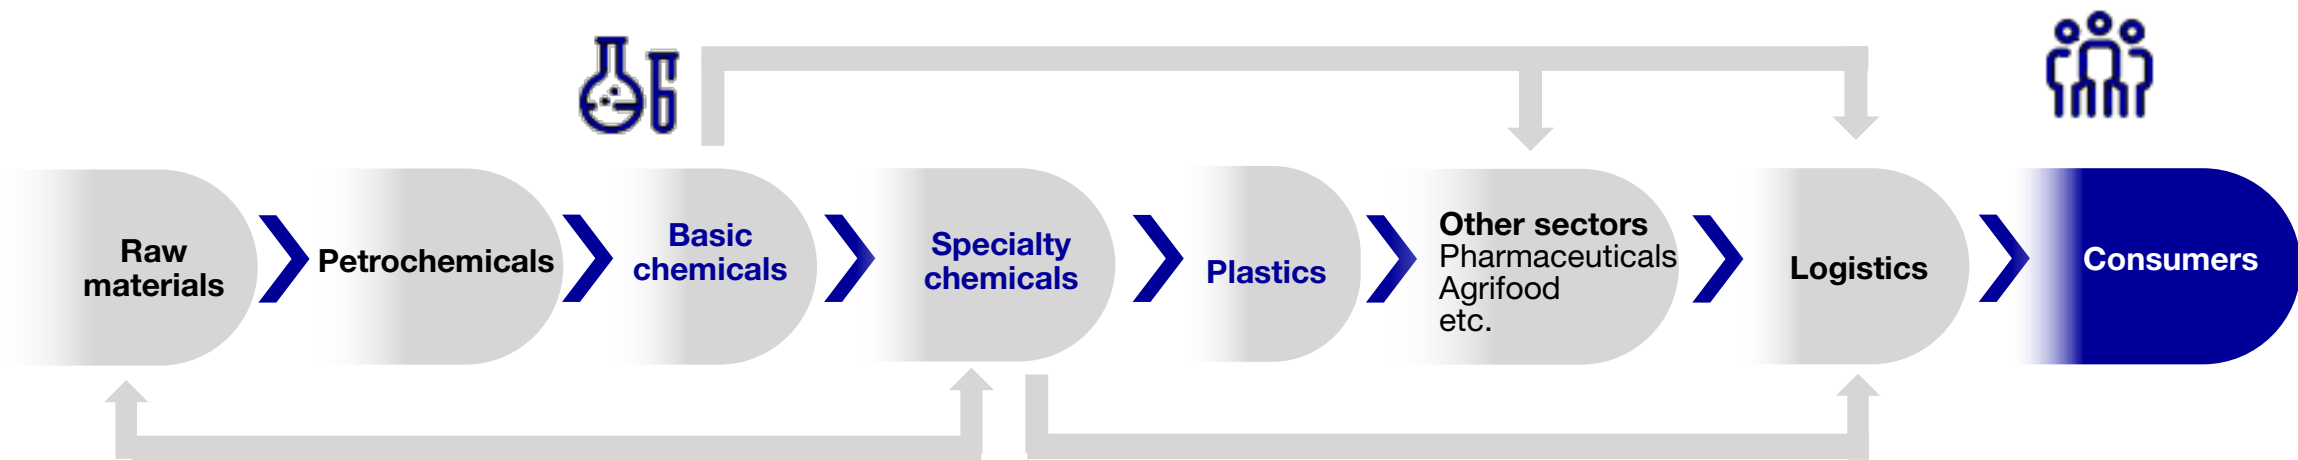 Raw
materials
Petrochemicals
Basic
chemicals
Specialty
chemicals
Plastics
Other sectors
Pharmaceuticals
Agrifood
etc.
Logistics
Consumers